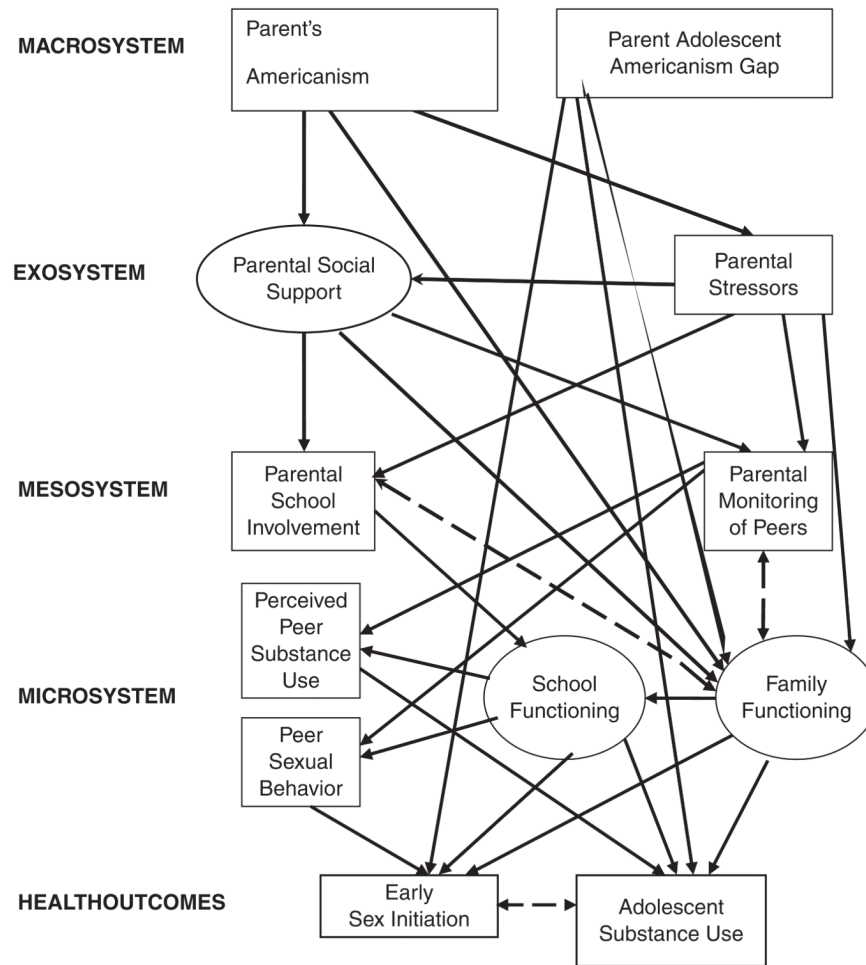 MACROSYSTEM
Parent's
Americanism
Parent Adolescent
Americanism Gap
EXOSYSTEM
Parental Social
Support
Parental
Stressors
MESOSYSTEM
Parental
School
Involvement
Parental
Monitoring
of Peers
MICROSYSTEM
Perceived
Peer
Substance
Use
School
Functioning
Family
Functioning
Peer
Sexual
Behavior
HEALTHOUTCOMES
Early
Sex Initiation
Adolescent
Substance Use